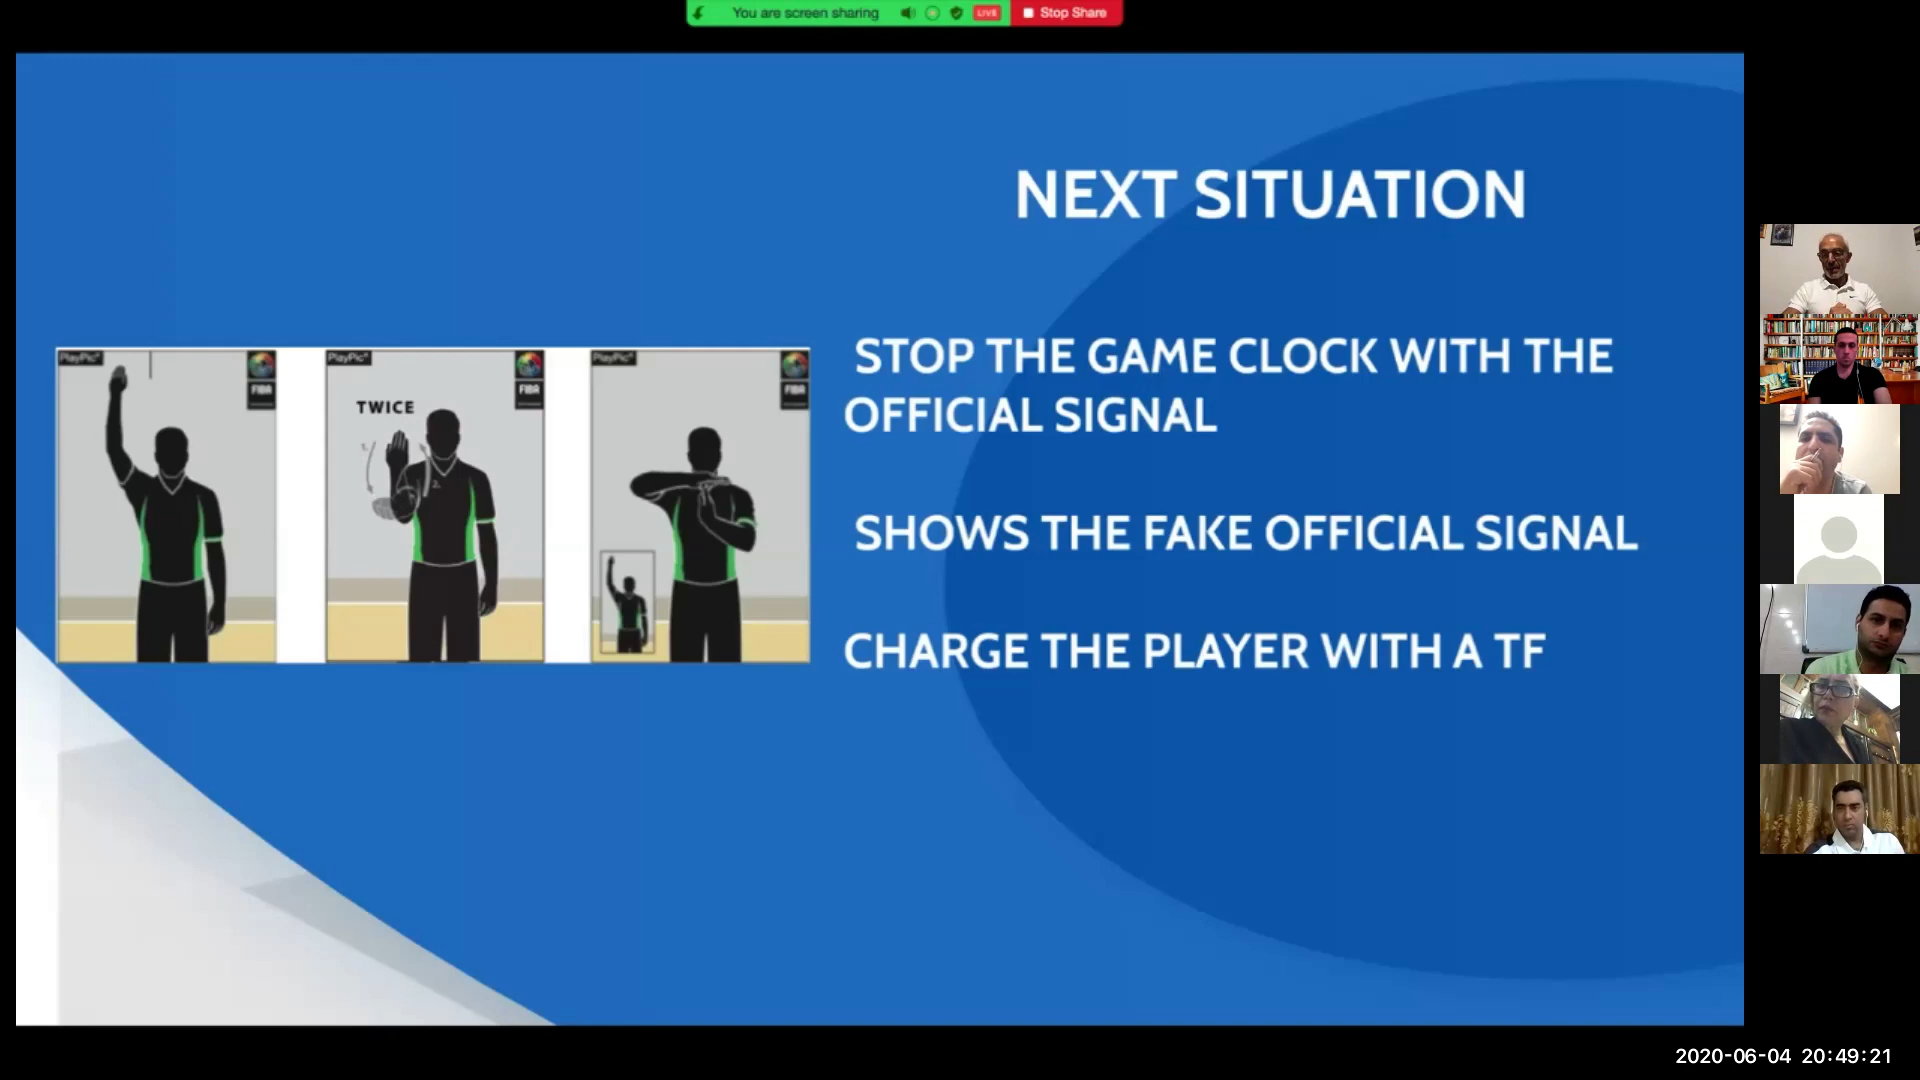 You are screen sharing
LIVE
Stop Share
NEXT SITUATION
PlayPic
FIBA
PlayPic
FIBA
TWICE
1.
2.
PlayPic
FIBA
STOP THE GAME CLOCK WITH THE
OFFICIAL SIGNAL
SHOWS THE FAKE OFFICIAL SIGNAL
CHARGE THE PLAYER WITH A TF
2020-06-04 20:49:21